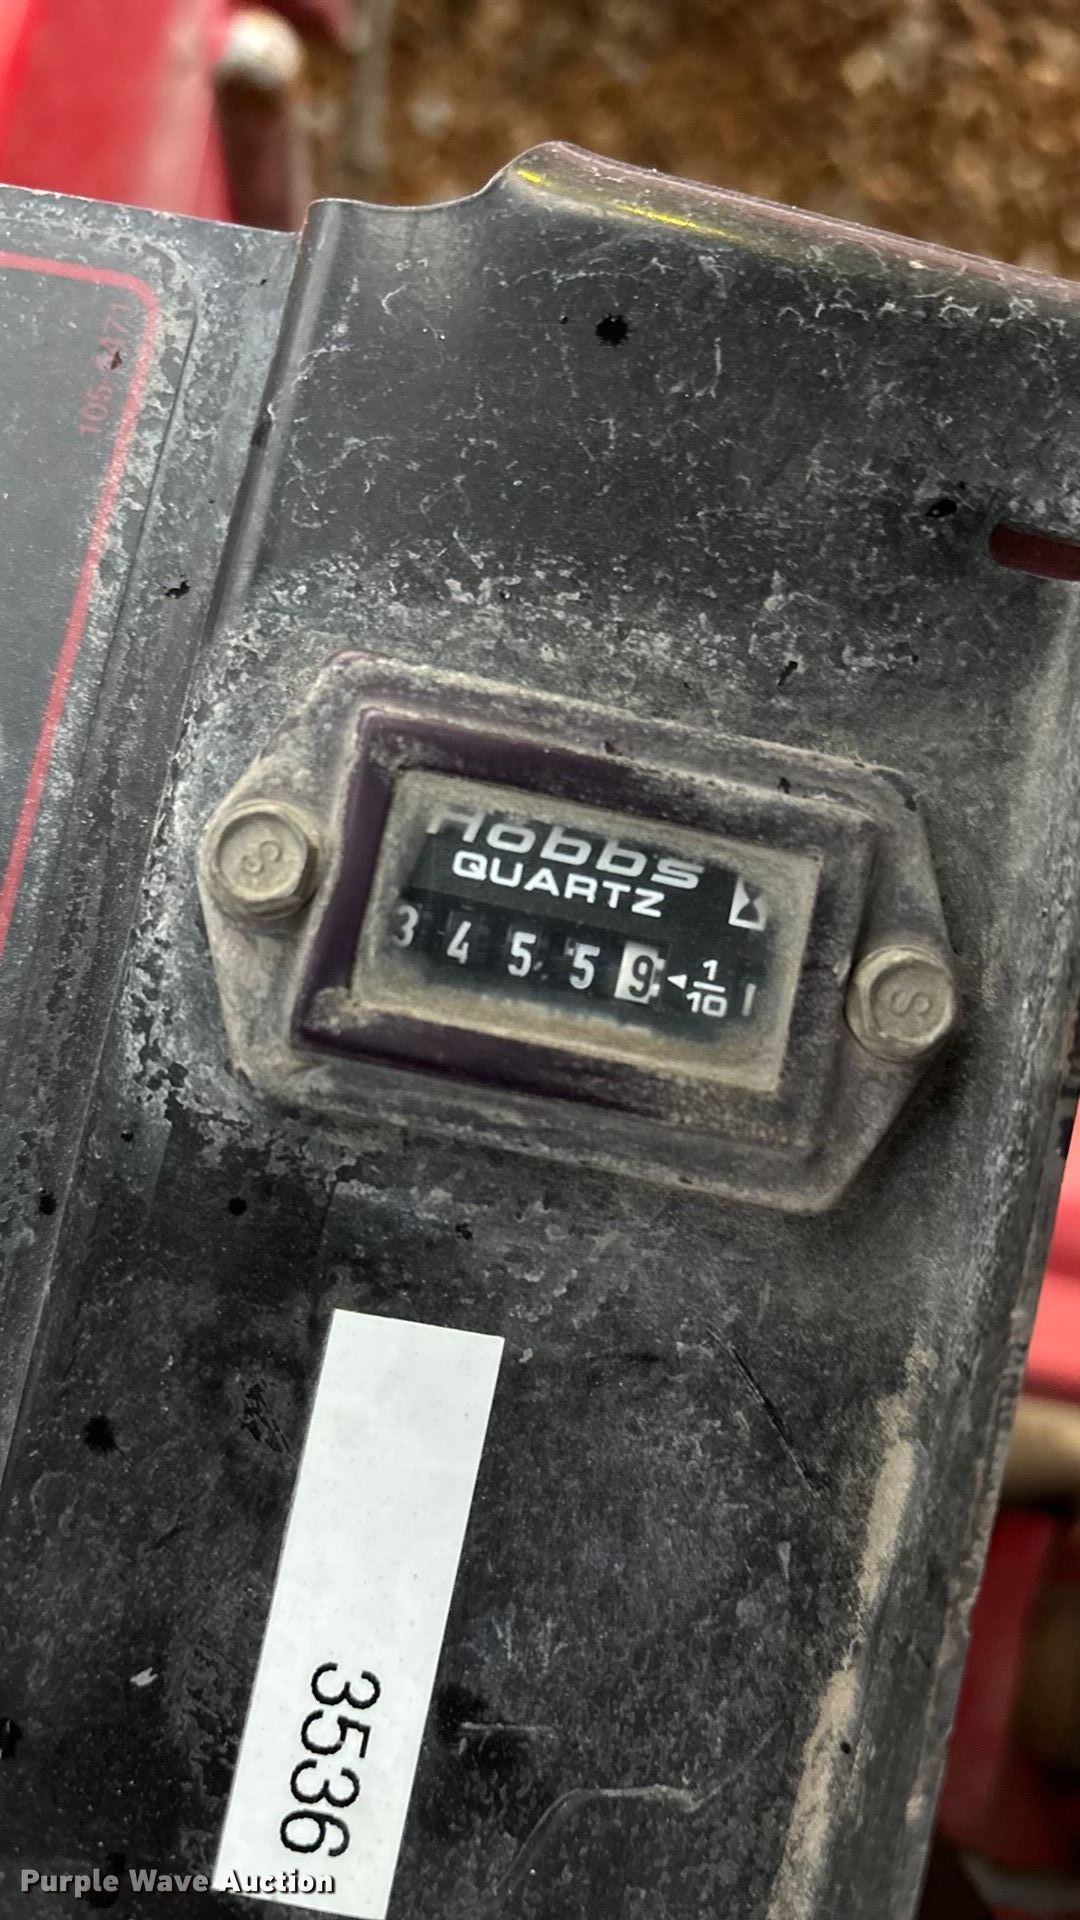 Hobbs
QUARTZ
3 4 5 5 9 1/10
3536
Purple Wave Auction